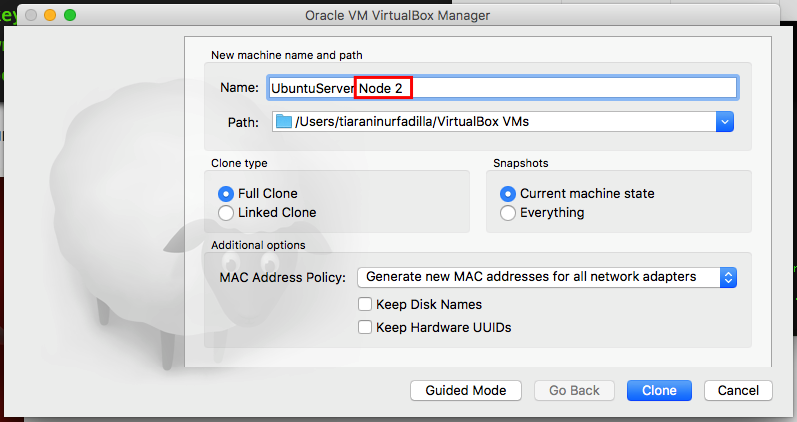 Oracle VM VirtualBox Manager
New machine name and path
Name: UbuntuServer Node 2
Path: /Users/tiaraninurfadilla/VirtualBox VMs
Clone type
Snapshots
Full Clone
Current machine state
Linked Clone
Everything
Additional options
MAC Address Policy: Generate new MAC addresses for all network adapters
Keep Disk Names
Keep Hardware UUIDs
Guided Mode Go Back Clone Cancel